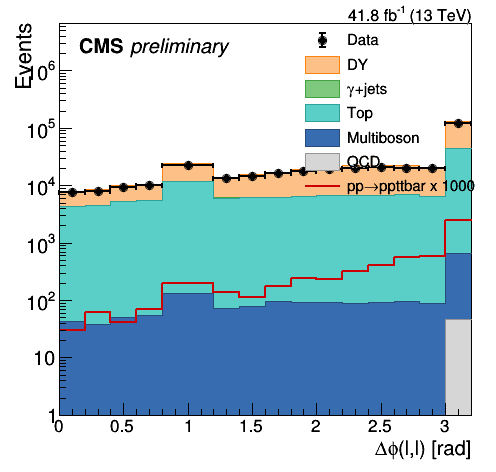 41.8 fb⁻¹ (13 TeV)
CMS preliminary
Events
Data
DY
γ+jets
Top
Multiboson
QCD
pp→ppttbar x 1000
10⁶
10⁵
10⁴
10³
10²
10
1
0 0.5 1 1.5 2 2.5 3
Δϕ(l,l) [rad]